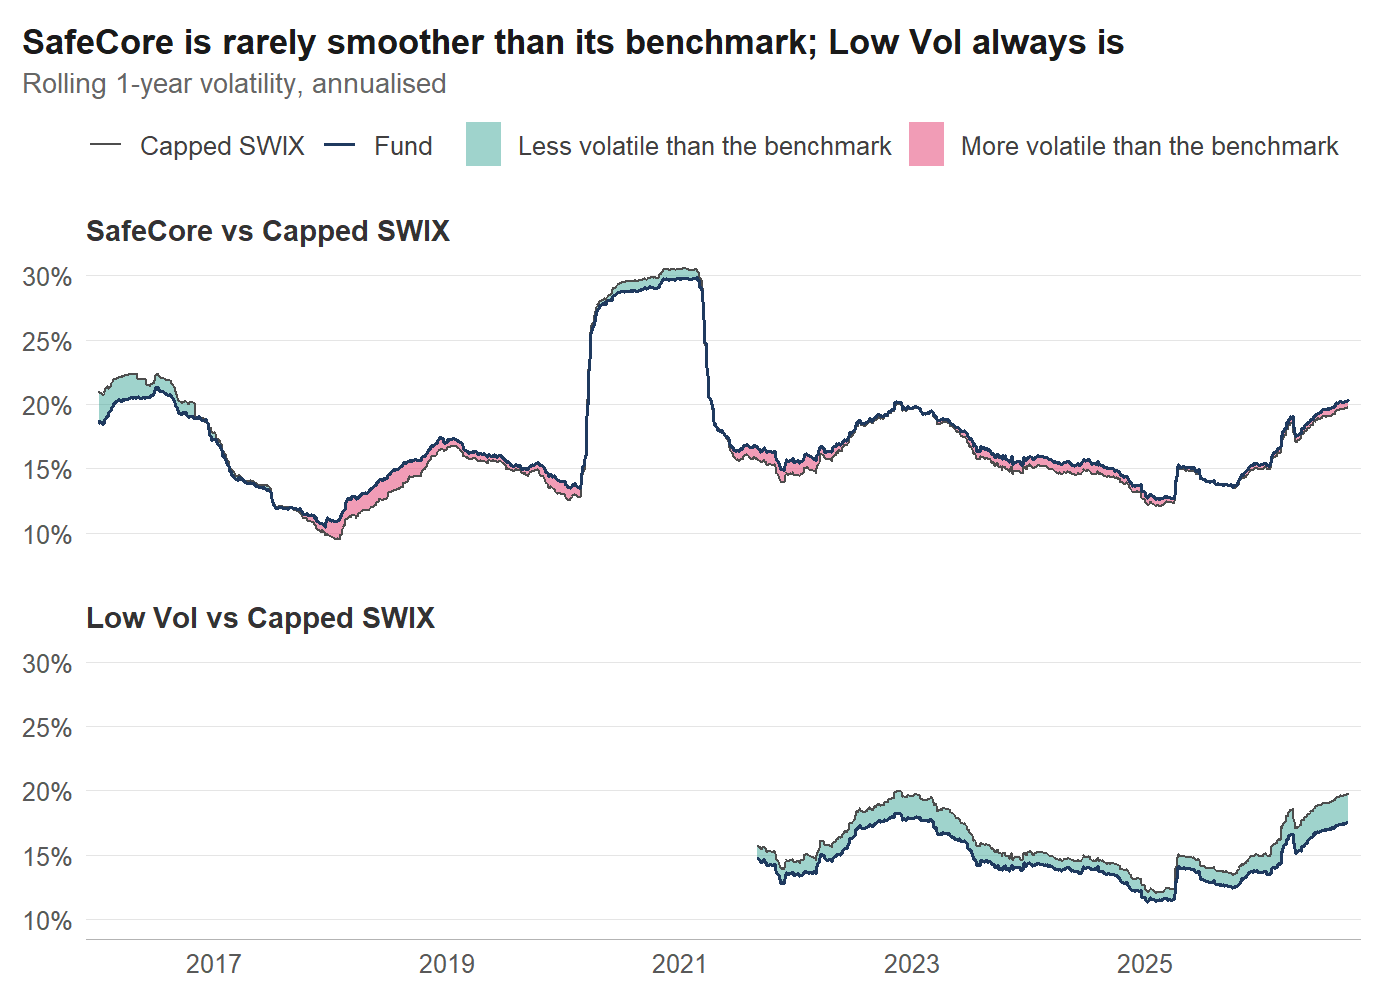 SafeCore is rarely smoother than its benchmark; Low Vol always is
Rolling 1-year volatility, annualised
Capped SWIX Fund Less volatile than the benchmark More volatile than the benchmark
SafeCore vs Capped SWIX
30%
25%
20%
15%
10%
Low Vol vs Capped SWIX
30%
25%
20%
15%
10%
2017 2019 2021 2023 2025